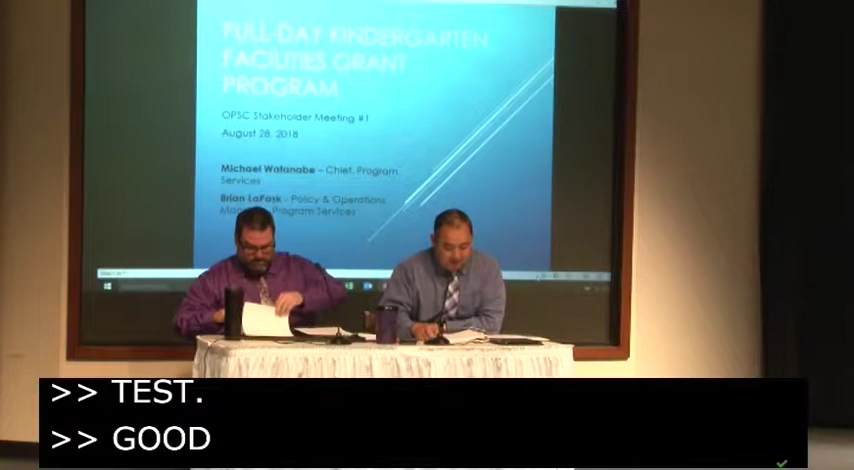 FULL-DAY KINDERGARTEN
FACILITIES GRANT
PROGRAM
OPSC Stakeholder Meeting #1
August 28, 2018
Michael Watanabe – Chief, Program
Services
Brian LaPask - Policy & Operations
Manager, Program Services
>> TEST.
>> GOOD